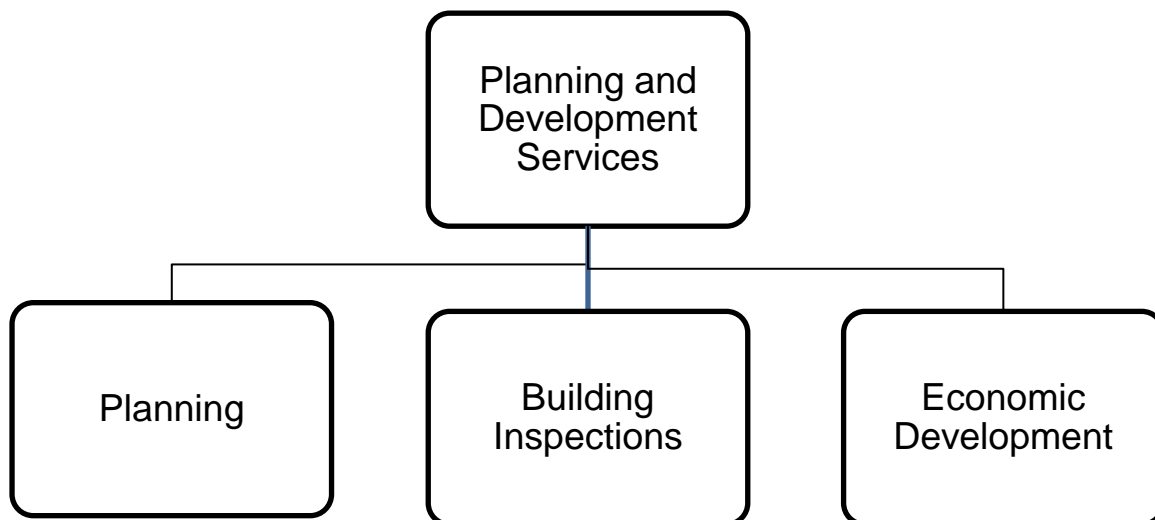 Planning and
Development
Services
Planning
Building
Inspections
Economic
Development